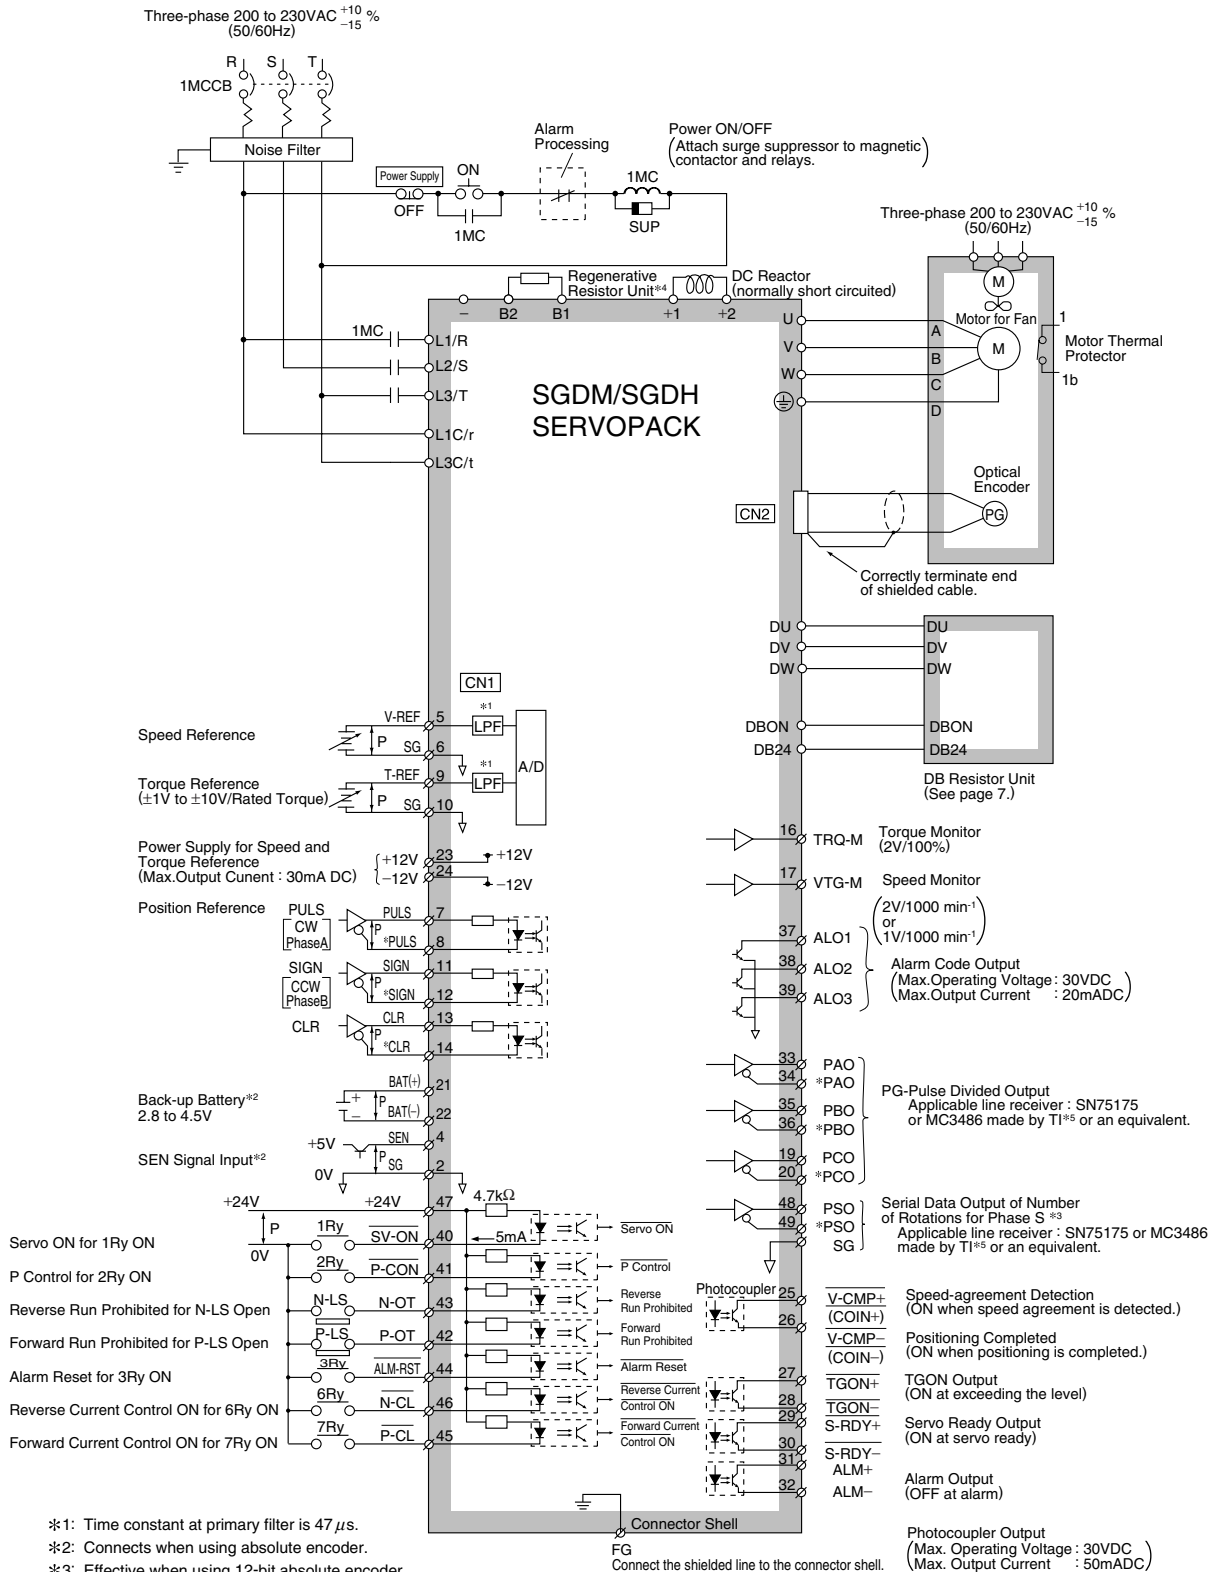 Three-phase 200 to 230VAC +10 −15 %
(50/60Hz)
R S T
1MCCB
Noise Filter
Power Supply
OFF
ON
1MC
Alarm
Processing
1MC
SUP
Power ON/OFF
(Attach surge suppressor to magnetic
contactor and relays.)
Three-phase 200 to 230VAC +10 −15 %
(50/60Hz)
M
Motor for Fan
M
A
B
C
D
1
Motor Thermal
Protector
1b
Regenerative
Resistor Unit*4
DC Reactor
(normally short circuited)
− B2 B1 +1 +2
U
V
W
1MC
L1/R
L2/S
L3/T
L1C/r
L3C/t
SGDM/SGDH
SERVOPACK
Optical
Encoder
PG
CN2
Correctly terminate end
of shielded cable.
DU DU
DV DV
DW DW
DBON DBON
DB24 DB24
DB Resistor Unit
(See page 7.)
CN1
Speed Reference
V-REF 5 *1 LPF
P
SG 6
A/D
Torque Reference
(±1V to ±10V/Rated Torque)
T-REF 9 *1 LPF
P
SG 10
Power Supply for Speed and
Torque Reference
(Max.Output Cunent : 30mA DC)
+12V 23 +12V
−12V 24 −12V
Position Reference
PULS
CW
PhaseA
PULS 7
P
*PULS 8
SIGN
CCW
PhaseB
SIGN 11
P
*SIGN 12
CLR
CLR 13
P
*CLR 14
Back-up Battery*2
2.8 to 4.5V
+
−
BAT(+) 21
P
BAT(−) 22
SEN Signal Input*2
+5V
0V
SEN 4
P
SG 2
+24V
P
0V
+24V 47 4.7kΩ
5mA
Servo ON for 1Ry ON 1Ry SV-ON 40 Servo ON
P Control for 2Ry ON 2Ry P-CON 41 P Control
Reverse Run Prohibited for N-LS Open N-LS N-OT 43 Reverse
Run Prohibited
Forward Run Prohibited for P-LS Open P-LS P-OT 42 Forward
Run Prohibited
Alarm Reset for 3Ry ON 3Ry ALM-RST 44 Alarm Reset
Reverse Current Control ON for 6Ry ON 6Ry N-CL 46 Reverse Current
Control ON
Forward Current Control ON for 7Ry ON 7Ry P-CL 45 Forward Current
Control ON
16 TRQ-M Torque Monitor
(2V/100%)
17 VTG-M Speed Monitor
(2V/1000 min-1
or
1V/1000 min-1)
37 ALO1
38 ALO2
39 ALO3
Alarm Code Output
(Max.Operating Voltage : 30VDC
Max.Output Current : 20mADC)
33 PAO
34 *PAO
35 PBO
36 *PBO
19 PCO
20 *PCO
PG-Pulse Divided Output
Applicable line receiver : SN75175
or MC3486 made by TI*5 or an equivalent.
48 PSO
49 *PSO
SG
Serial Data Output of Number
of Rotations for Phase S *3
Applicable line receiver : SN75175 or MC3486
made by TI*5 or an equivalent.
Photocoupler
25 V-CMP+
(COIN+)
Speed-agreement Detection
(ON when speed agreement is detected.)
26 V-CMP−
(COIN−)
Positioning Completed
(ON when positioning is completed.)
27 TGON+
28 TGON−
TGON Output
(ON at exceeding the level)
29 S-RDY+
30 S-RDY−
Servo Ready Output
(ON at servo ready)
31 ALM+
32 ALM−
Alarm Output
(OFF at alarm)
Connector Shell
FG
Connect the shielded line to the connector shell.
Photocoupler Output
(Max. Operating Voltage : 30VDC
Max. Output Current : 50mADC)
*1: Time constant at primary filter is 47 μs.
*2: Connects when using absolute encoder.
*3: Effective when using 12-bit absolute encoder